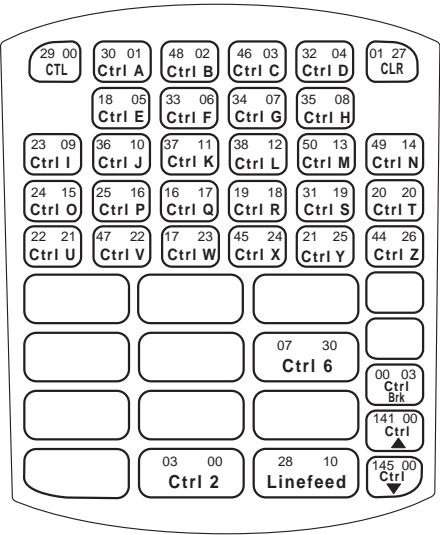 29 00 30 01 48 02 46 03 32 04 01 27
CTL Ctrl A Ctrl B Ctrl C Ctrl D CLR
18 05 33 06 34 07 35 08
Ctrl E Ctrl F Ctrl G Ctrl H
23 09 36 10 37 11 38 12 50 13 49 14
Ctrl I Ctrl J Ctrl K Ctrl L Ctrl M Ctrl N
24 15 25 16 16 17 19 18 31 19 20 20
Ctrl O Ctrl P Ctrl Q Ctrl R Ctrl S Ctrl T
22 21 47 22 17 23 45 24 21 25 44 26
Ctrl U Ctrl V Ctrl W Ctrl X Ctrl Y Ctrl Z
07 30
Ctrl 6
00 03
Ctrl
Brk
141 00
Ctrl
▲
03 00 28 10 145 00
Ctrl 2 Linefeed Ctrl
▼